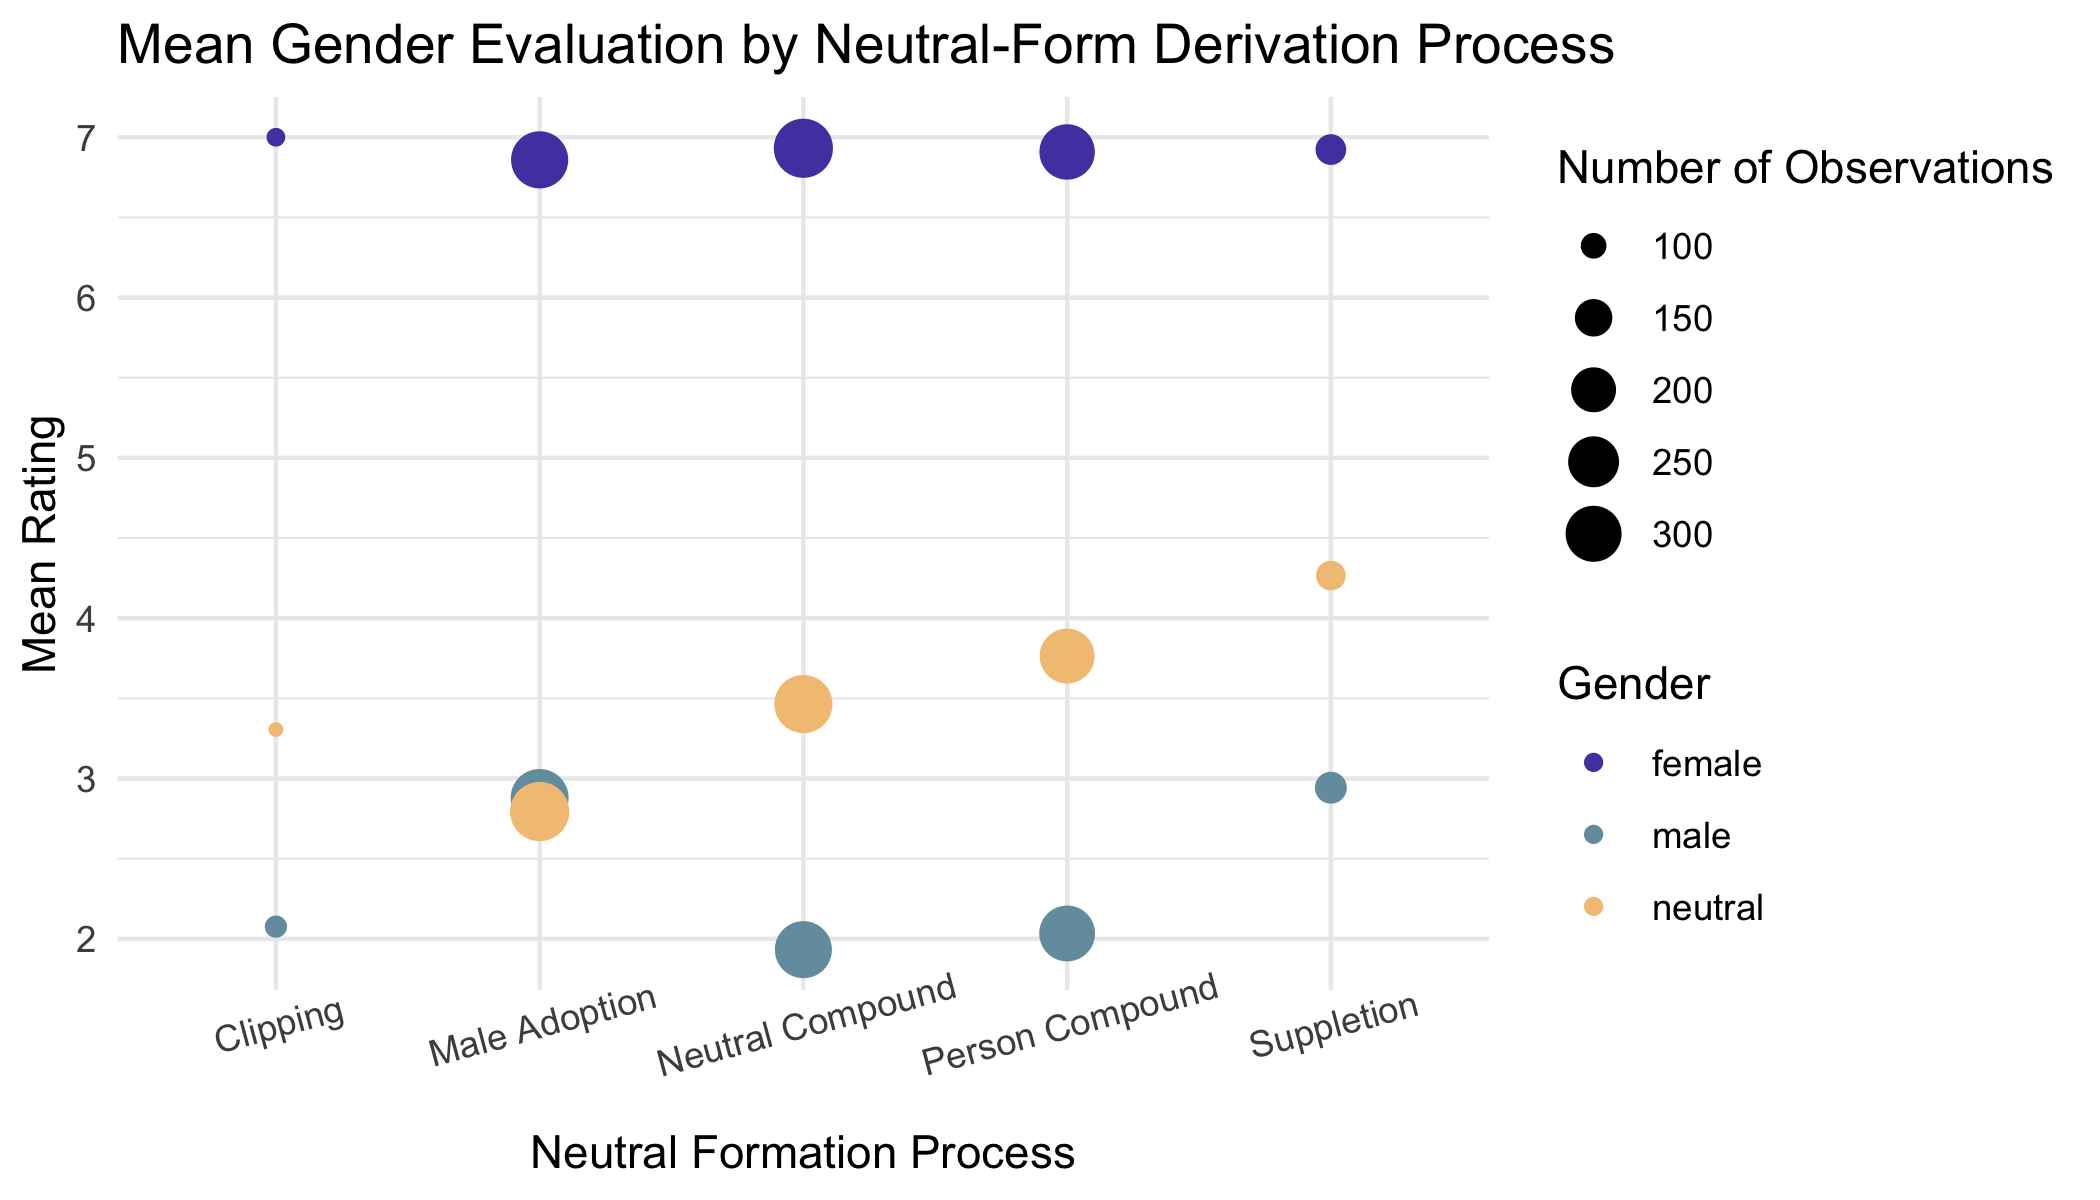 Mean Gender Evaluation by Neutral-Form Derivation Process
Mean Rating
7
6
5
4
3
2
Clipping
Male Adoption
Neutral Compound
Person Compound
Suppletion
Neutral Formation Process
Number of Observations
100
150
200
250
300
Gender
female
male
neutral